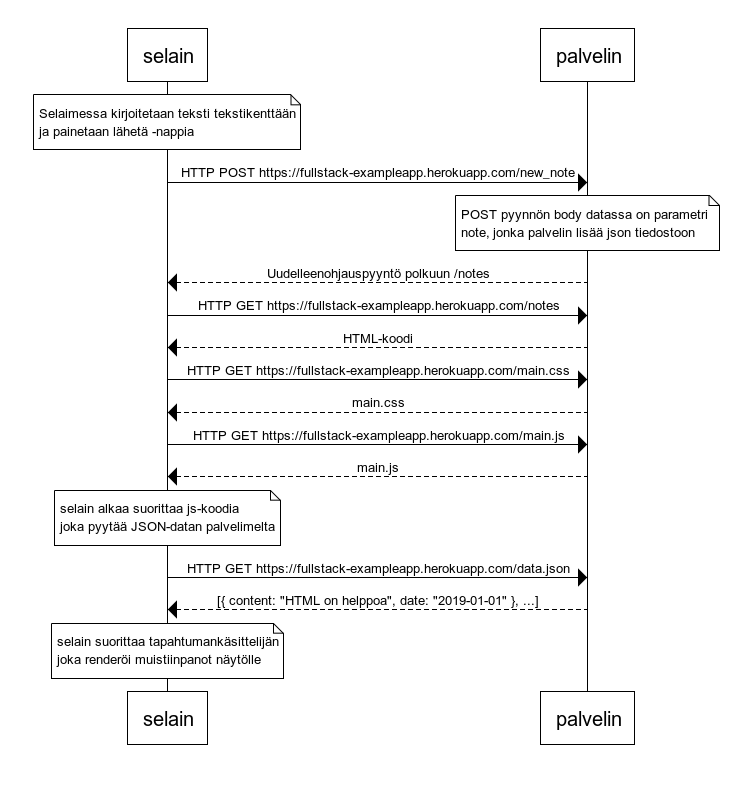 selain
palvelin
Selaimessa kirjoitetaan teksti tekstikenttään
ja painetaan lähetä -nappia
HTTP POST https://fullstack-exampleapp.herokuapp.com/new_note
POST pyynnön body datassa on parametri
note, jonka palvelin lisää json tiedostoon
Uudelleenohjauspyyntö polkuun /notes
HTTP GET https://fullstack-exampleapp.herokuapp.com/notes
HTML-koodi
HTTP GET https://fullstack-exampleapp.herokuapp.com/main.css
main.css
HTTP GET https://fullstack-exampleapp.herokuapp.com/main.js
main.js
selain alkaa suorittaa js-koodia
joka pyytää JSON-datan palvelimelta
HTTP GET https://fullstack-exampleapp.herokuapp.com/data.json
[{ content: "HTML on helppoa", date: "2019-01-01" }, ...]
selain suorittaa tapahtumankäsittelijän
joka renderöi muistiinpanot näytölle
selain
palvelin